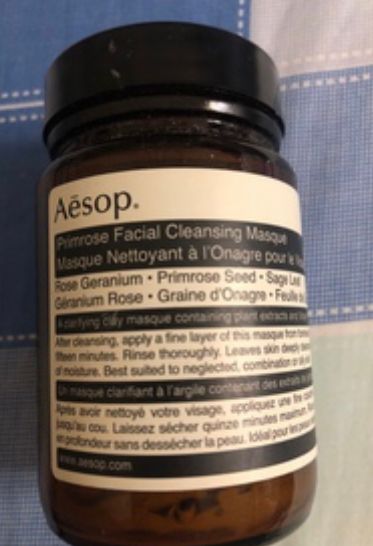 Aēsop.
Primrose Facial Cleansing Masque
Masque Nettoyant à l'Onagre pour le
Rose Geranium • Primrose Seed • Sage Leaf
Géranium Rose • Graine d'Onagre • Feuille de
A clarifying clay masque containing plant extracts and
After cleansing, apply a fine layer of this masque from
fifteen minutes. Rinse thoroughly. Leaves skin deeply
of moisture. Best suited to neglected, combination or
Un masque clarifiant à l'argile contenant des extraits de
Après avoir nettoyé votre visage, appliquez une fine
jusqu'au cou. Laissez sécher quinze minutes maximum.
en profondeur sans dessécher la peau. Idéal pour les
www.aesop.com